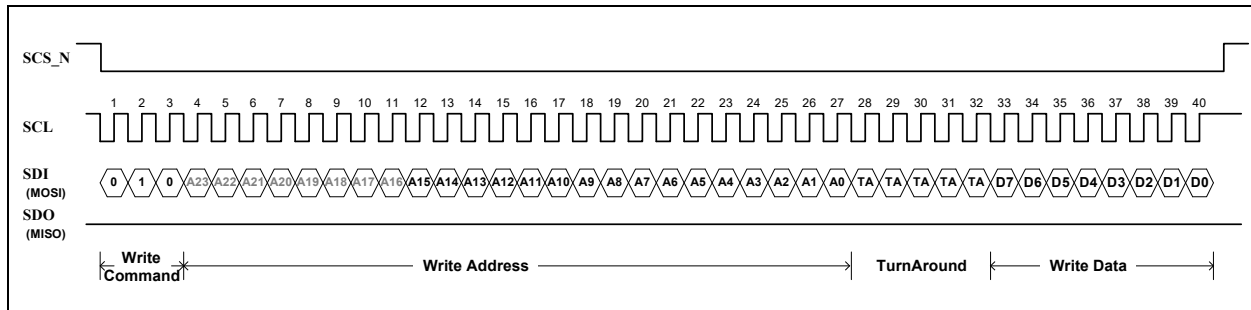 SCS_N
1 2 3 4 5 6 7 8 9 10 11 12 13 14 15 16 17 18 19 20 21 22 23 24 25 26 27 28 29 30 31 32 33 34 35 36 37 38 39 40
SCL
SDI 0 1 0 A23 A22 A21 A20 A19 A18 A17 A16 A15 A14 A13 A12 A11 A10 A9 A8 A7 A6 A5 A4 A3 A2 A1 A0 TA TA TA TA TA D7 D6 D5 D4 D3 D2 D1 D0
(MOSI)
SDO
(MISO)
Write
Command Write Address TurnAround Write Data